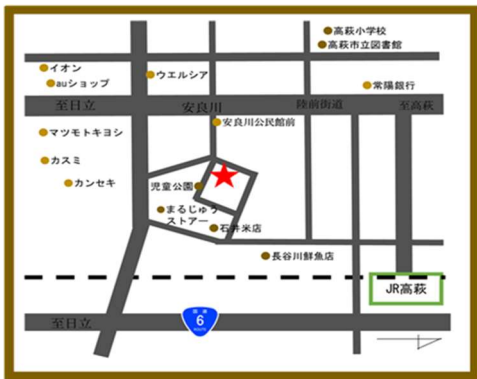 高萩小学校
高萩市立図書館
イオン
auショップ
ウエルシア
常陽銀行
至日立
安良川
陸前街道
至高萩
安良川公民館前
マツモトキヨシ
カスミ
カンセキ
児童公園
まるじゅう
ストアー
石井米店
長谷川鮮魚店
JR高萩
至日立
国道
6
ROUTE